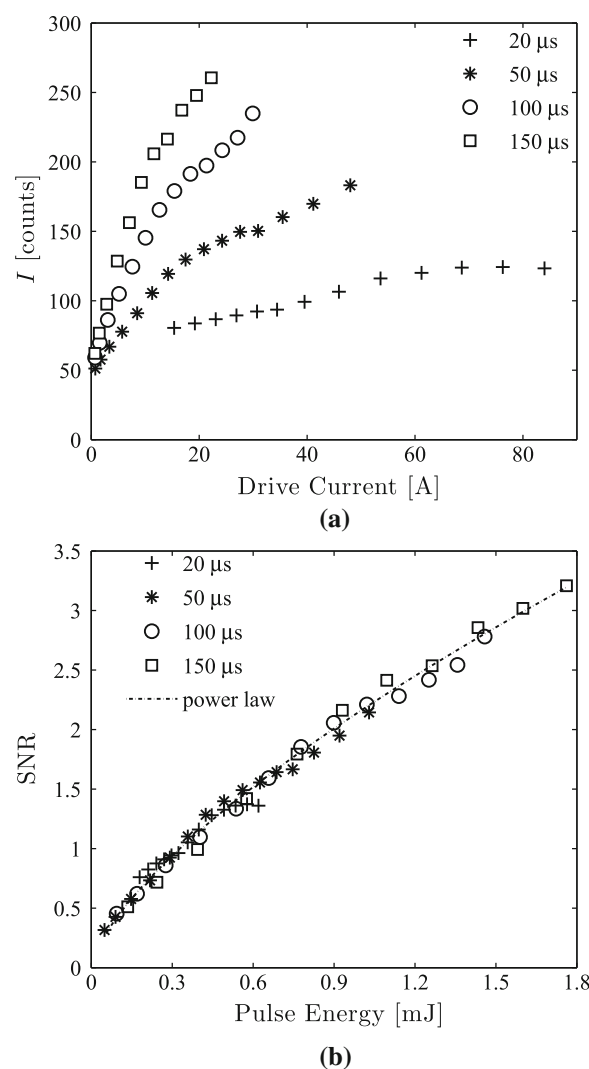 300
250
200
150
100
50
0
I [counts]
20 µs
50 µs
100 µs
150 µs
0 20 40 60 80
Drive Current [A]
(a)
3.5
3
2.5
2
1.5
1
0.5
0
SNR
20 µs
50 µs
100 µs
150 µs
power law
0 0.3 0.6 0.9 1.2 1.5 1.8
Pulse Energy [mJ]
(b)